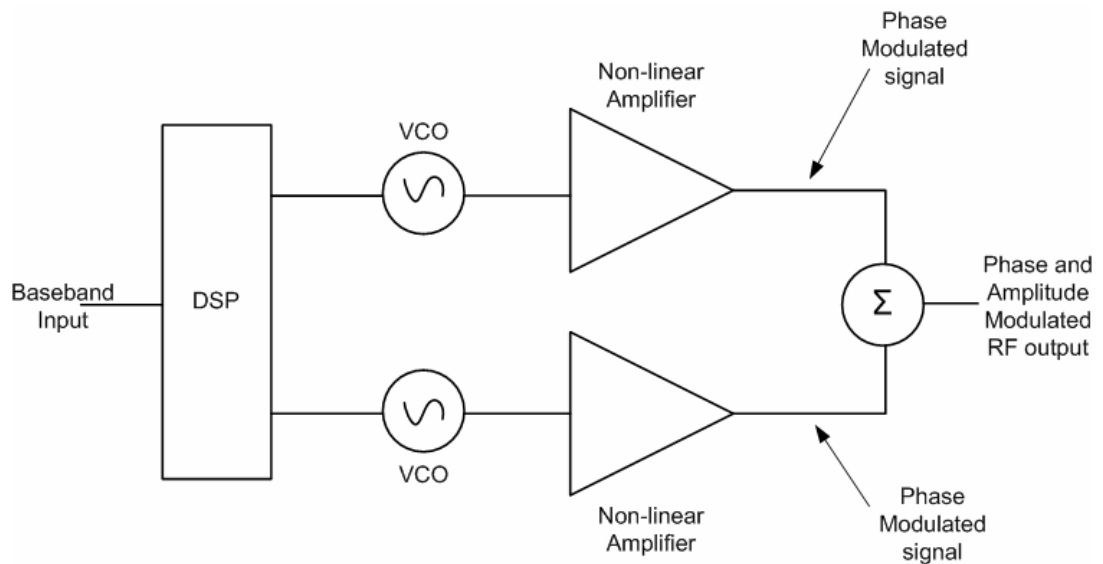 Phase
Modulated
signal
Non-linear
Amplifier
VCO
Baseband
Input
DSP
Σ
Phase and
Amplitude
Modulated
RF output
VCO
Non-linear
Amplifier
Phase
Modulated
signal